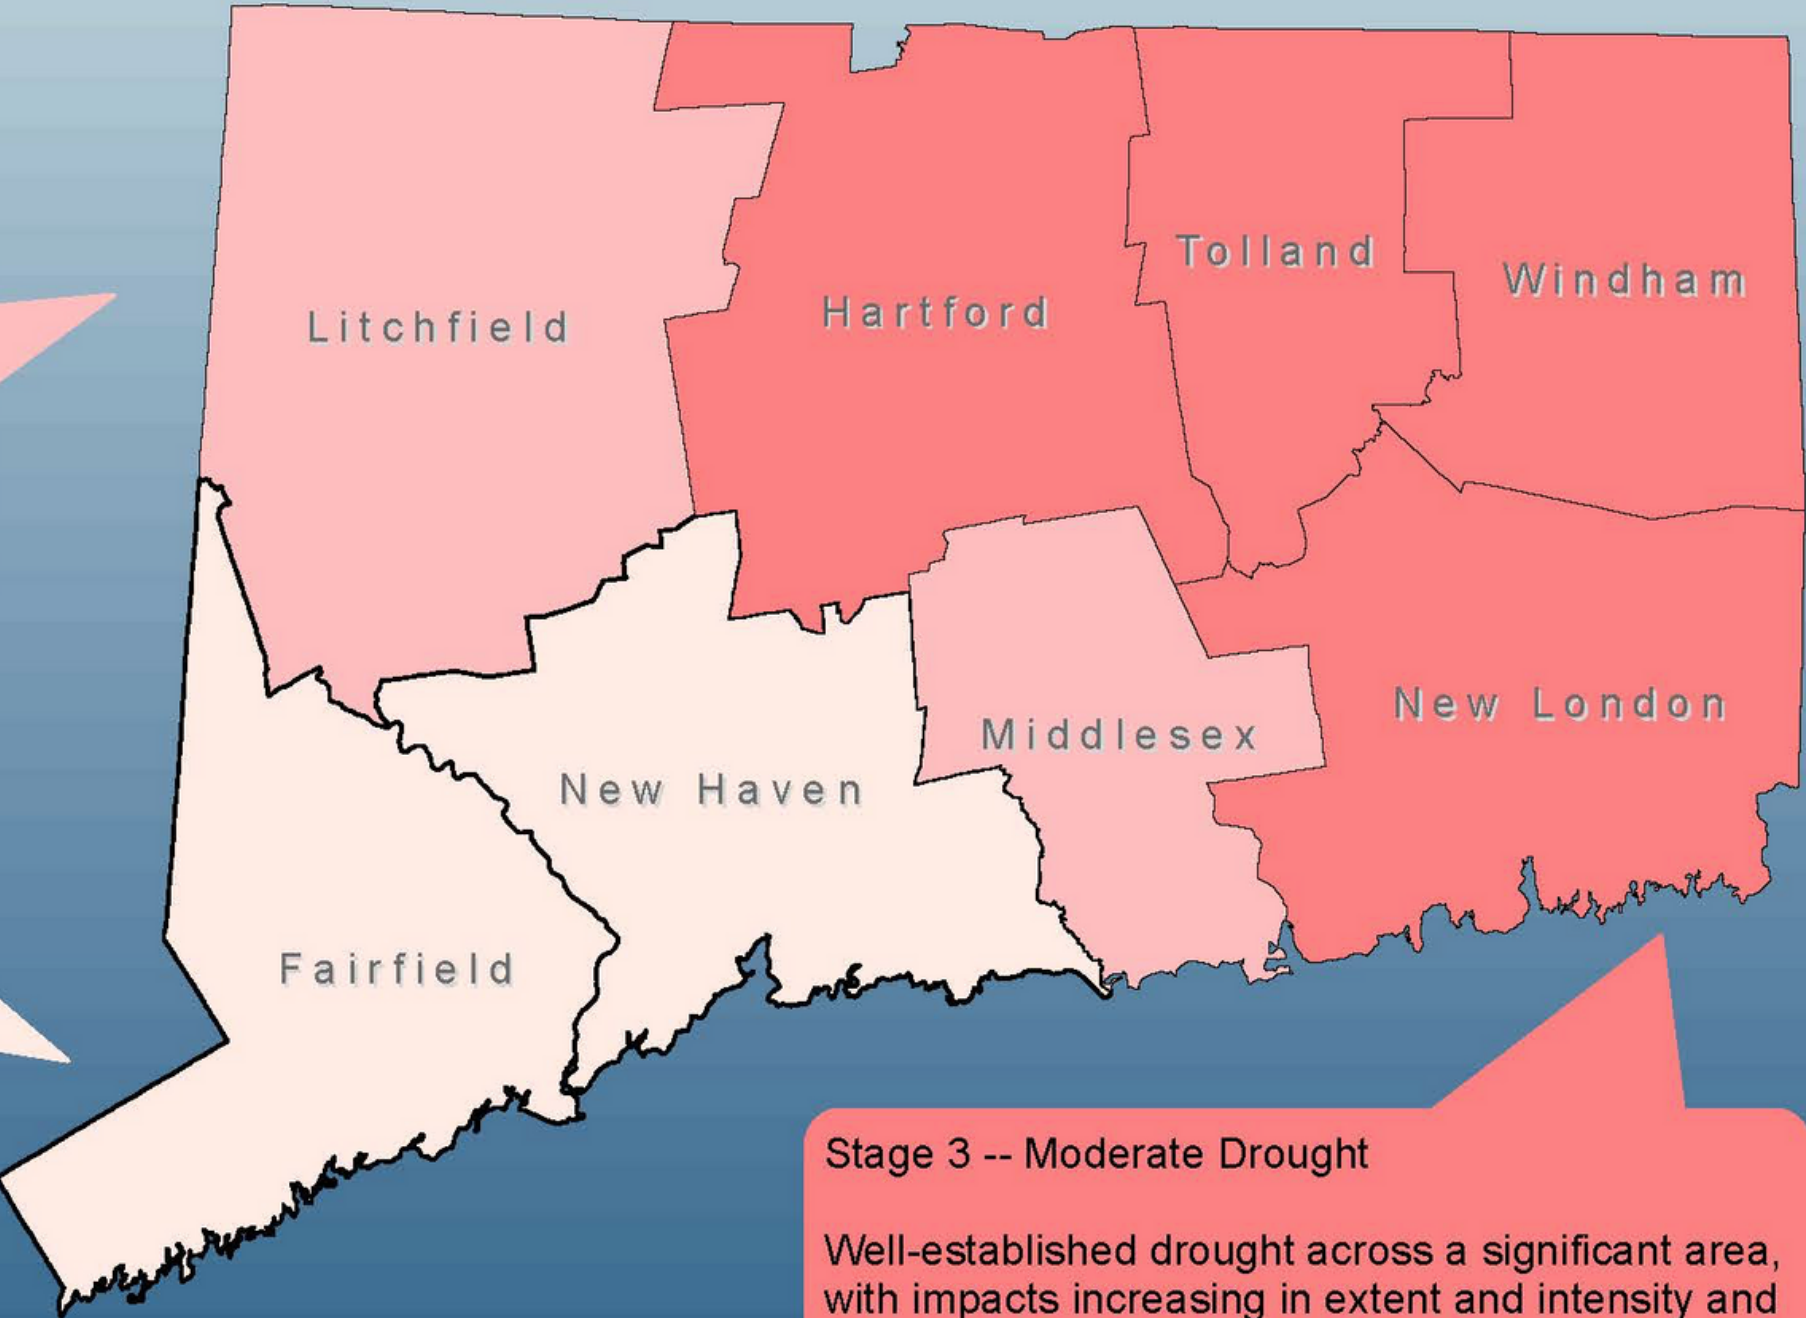 Tolland
Windham
Hartford
Litchfield
New London
Middlesex
New Haven
Fairfield
Stage 3 -- Moderate Drought
Well-established drought across a significant area,
with impacts increasing in extent and intensity and